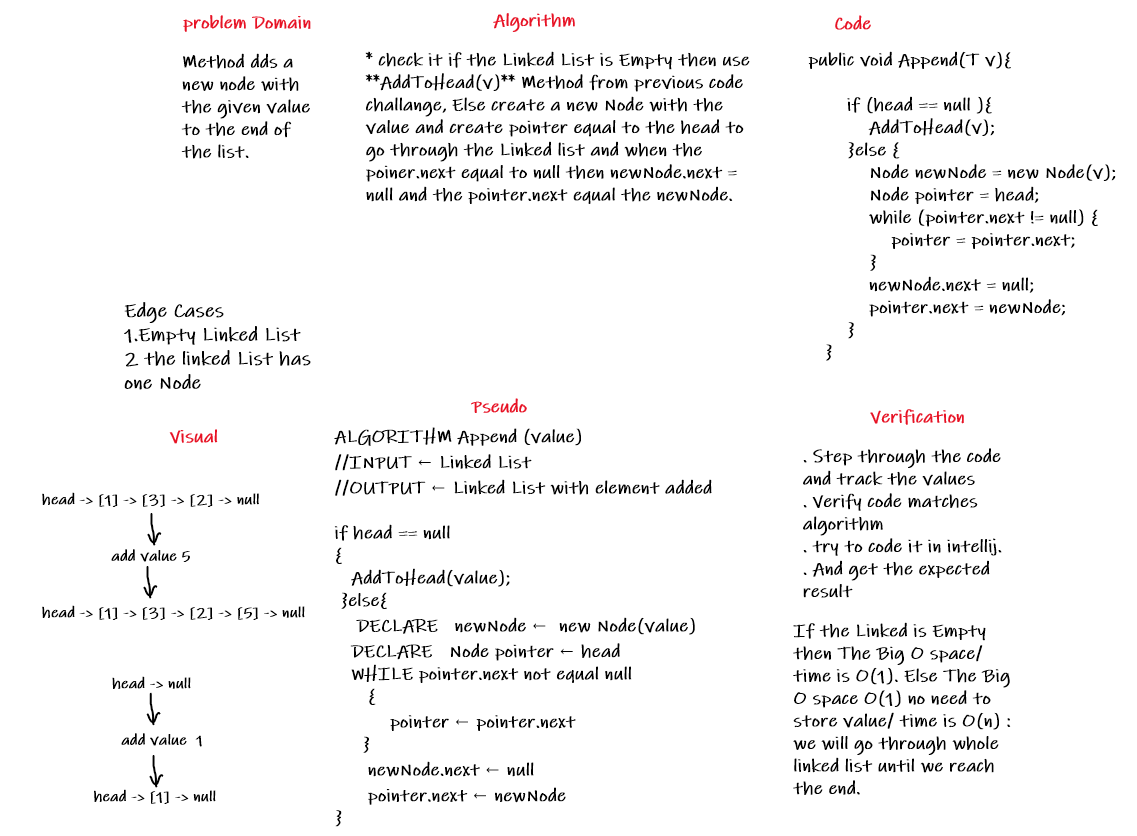 problem Domain
Method dds a
new node with
the given value
to the end of
the list.
Edge Cases
1.Empty Linked List
2 the linked List has
one Node
Algorithm
* check it if the Linked List is Empty then use
**AddToHead(v)** Method from previous code
challange, Else create a new Node with the
value and create pointer equal to the head to
go through the Linked list and when the
poiner.next equal to null then newNode.next =
null and the pointer.next equal the newNode.
Code
public void Append(T v){
if (head == null ){
AddToHead(v);
}else {
Node newNode = new Node(v);
Node pointer = head;
while (pointer.next != null) {
pointer = pointer.next;
}
newNode.next = null;
pointer.next = newNode;
}
}
Visual
head -> [1] -> [3] -> [2] -> null
add value 5
head -> [1] -> [3] -> [2] -> [5] -> null
head -> null
add value 1
head -> [1] -> null
Pseudo
ALGORITHM Append (value)
//INPUT ← Linked List
//OUTPUT ← Linked List with element added
if head == null
{
AddToHead(value);
}else{
DECLARE newNode ← new Node(value)
DECLARE Node pointer ← head
WHILE pointer.next not equal null
{
pointer ← pointer.next
}
newNode.next ← null
pointer.next ← newNode
}
Verification
. Step through the code
and track the values
. Verify code matches
algorithm
. try to code it in intellij.
. And get the expected
result
If the Linked is Empty
then The Big O space/
time is O(1). Else The Big
O space O(1) no need to
store value/ time is O(n) :
we will go through whole
linked list until we reach
the end.